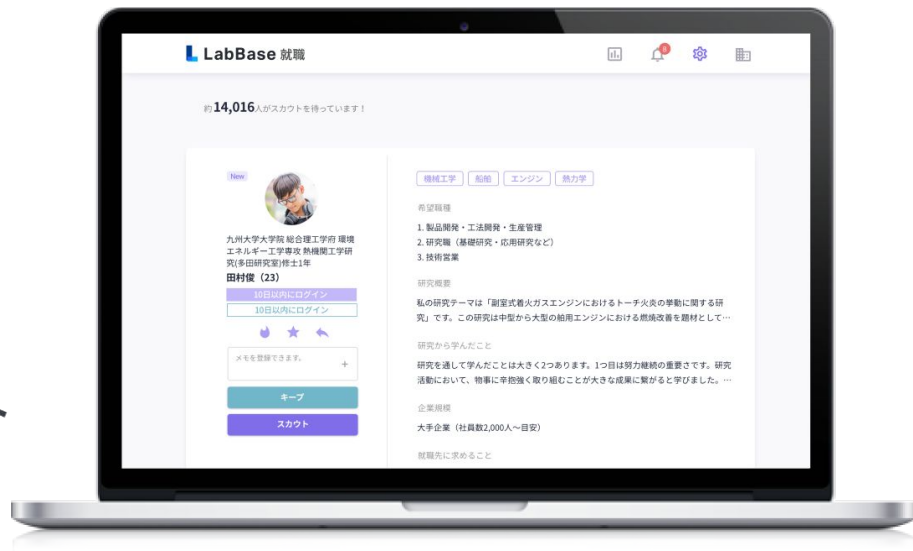 LabBase 就職
8
約14,016人がスカウトを待っています！
New
九州大学大学院 総合理工学府 環境
エネルギー工学専攻 熱機関工学研
究(多田研究室)修士1年
田村俊（23）
10日以内にログイン
10日以内にログイン
メモを登録できます。
+
キープ
スカウト
機械工学 船舶 エンジン 熱力学
希望職種
1. 製品開発・工法開発・生産管理
2. 研究職（基礎研究・応用研究など）
3. 技術営業
研究概要
私の研究テーマは「副室式着火ガスエンジンにおけるトーチ火炎の挙動に関する研
究」です。この研究は中型から大型の舶用エンジンにおける燃焼改善を題材として…
研究から学んだこと
研究を通して学んだことは大きく2つあります。1つ目は努力継続の重要さです。研究
活動において、物事に辛抱強く取り組むことが大きな成果に繋がると学びました。…
企業規模
大手企業（社員数2,000人〜目安）
就職先に求めること